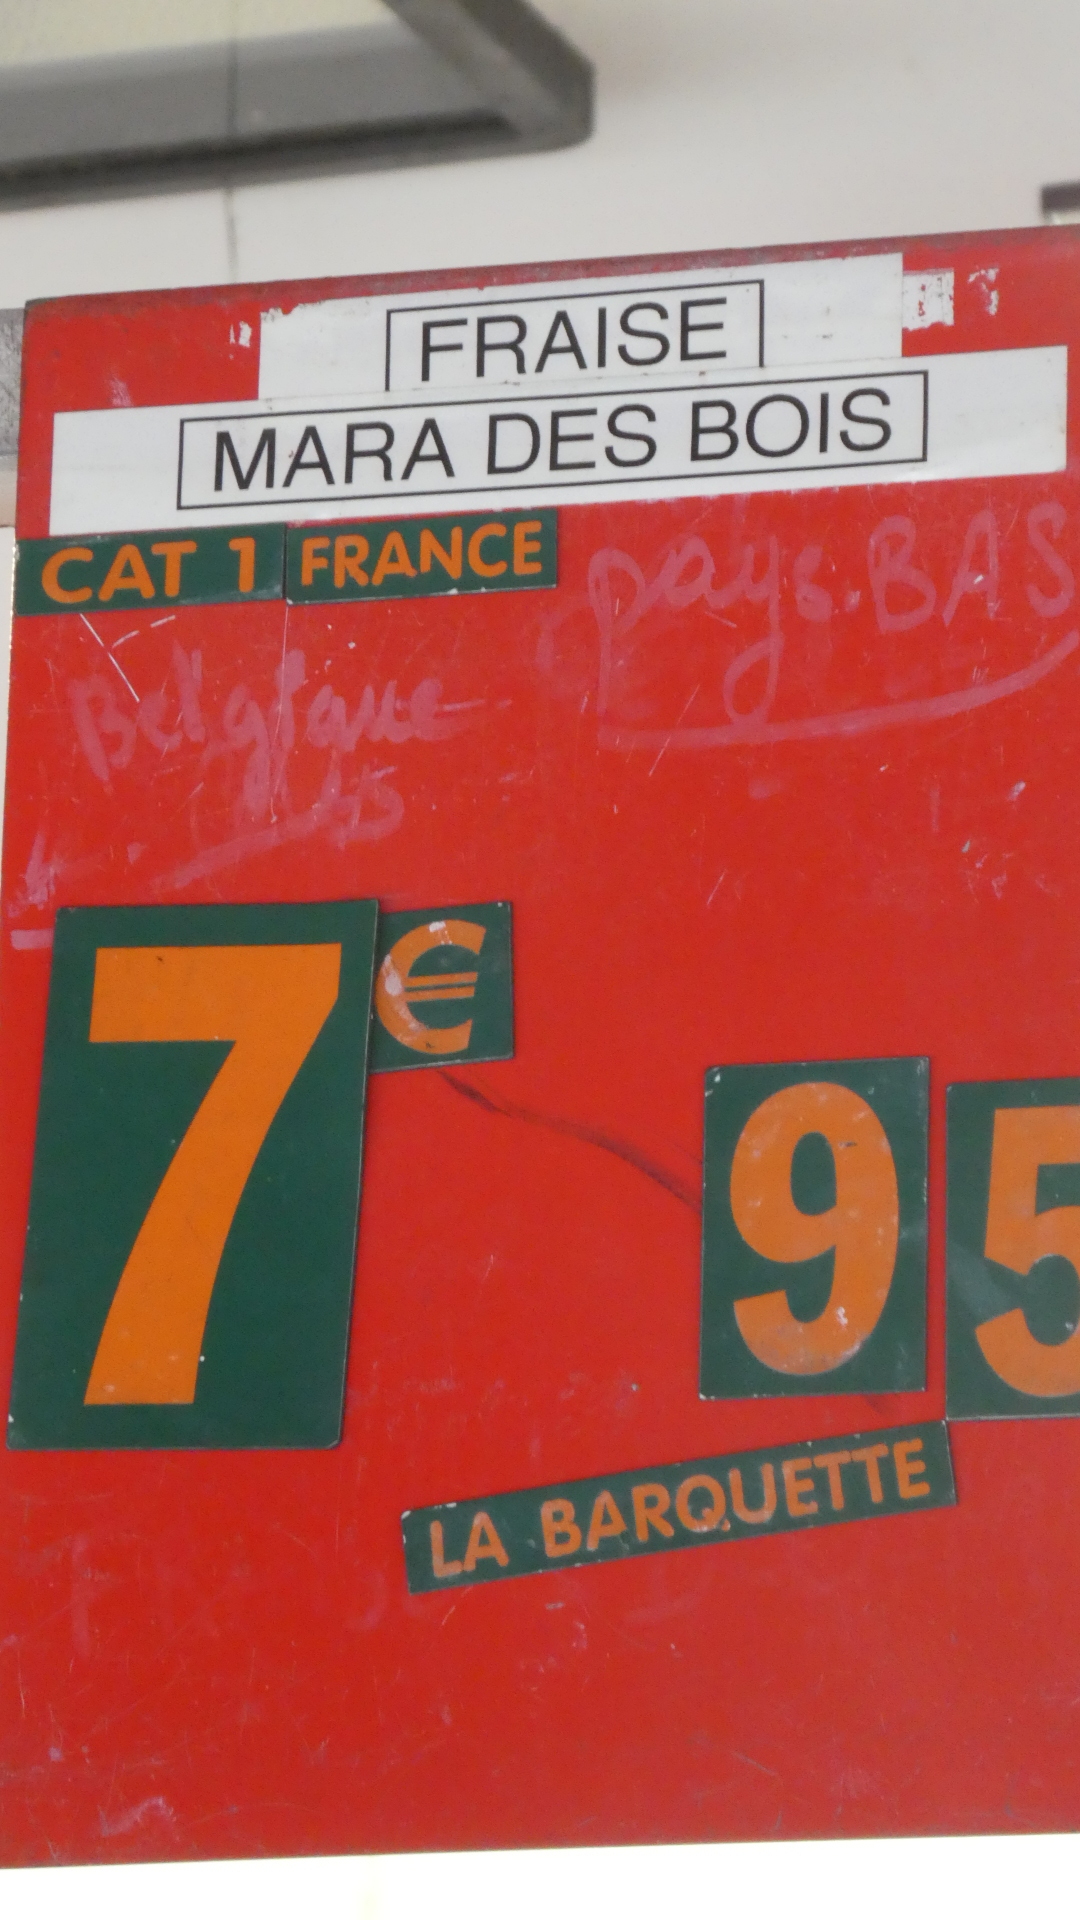 FRAISE
MARA DES BOIS
CAT 1 FRANCE
pays. BAS
Belgique
7 € 95
LA BARQUETTE